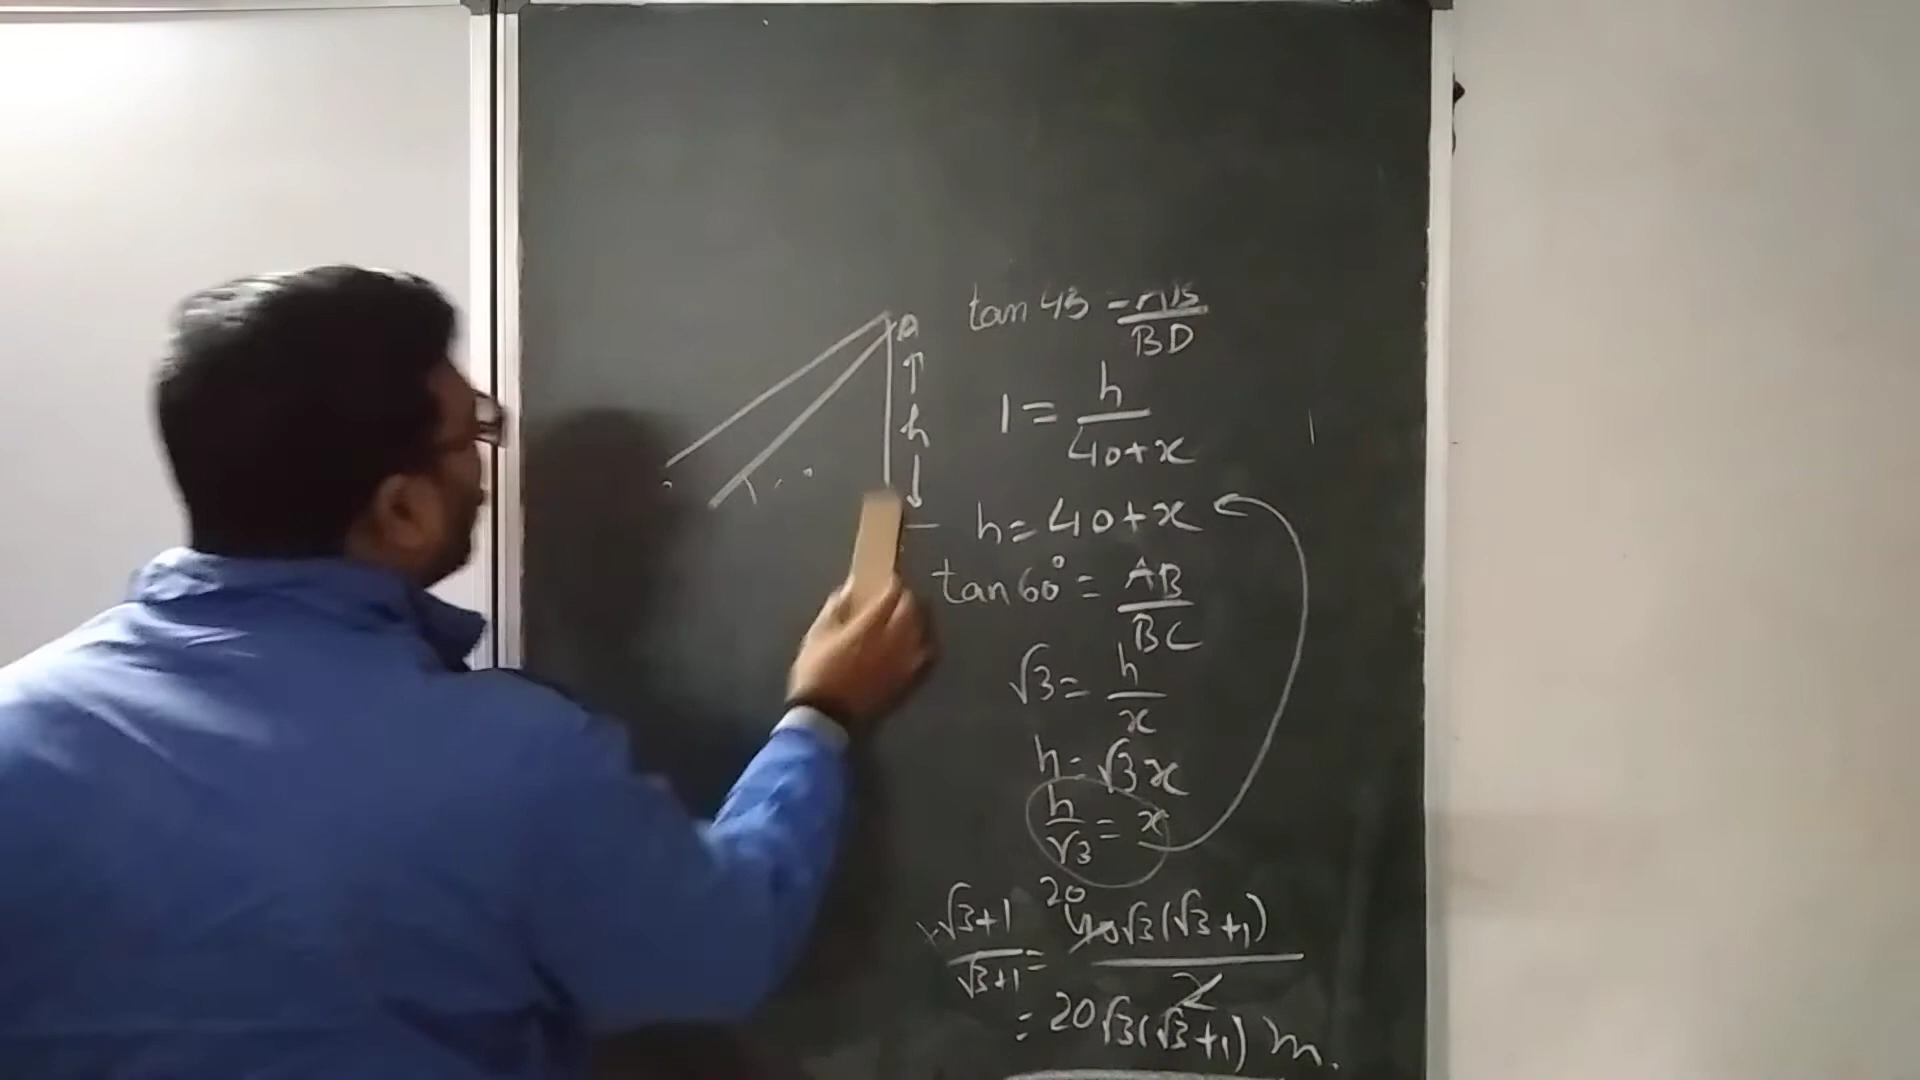 A
h
tan 45 = AB/BD
1 = h/40+x
h = 40+x
tan 60° = AB/BC
√3 = h/x
h = √3x
h/√3 = x
√3+1/√3+1 = 20 40√3(√3+1)/2
= 20√3(√3+1) m.